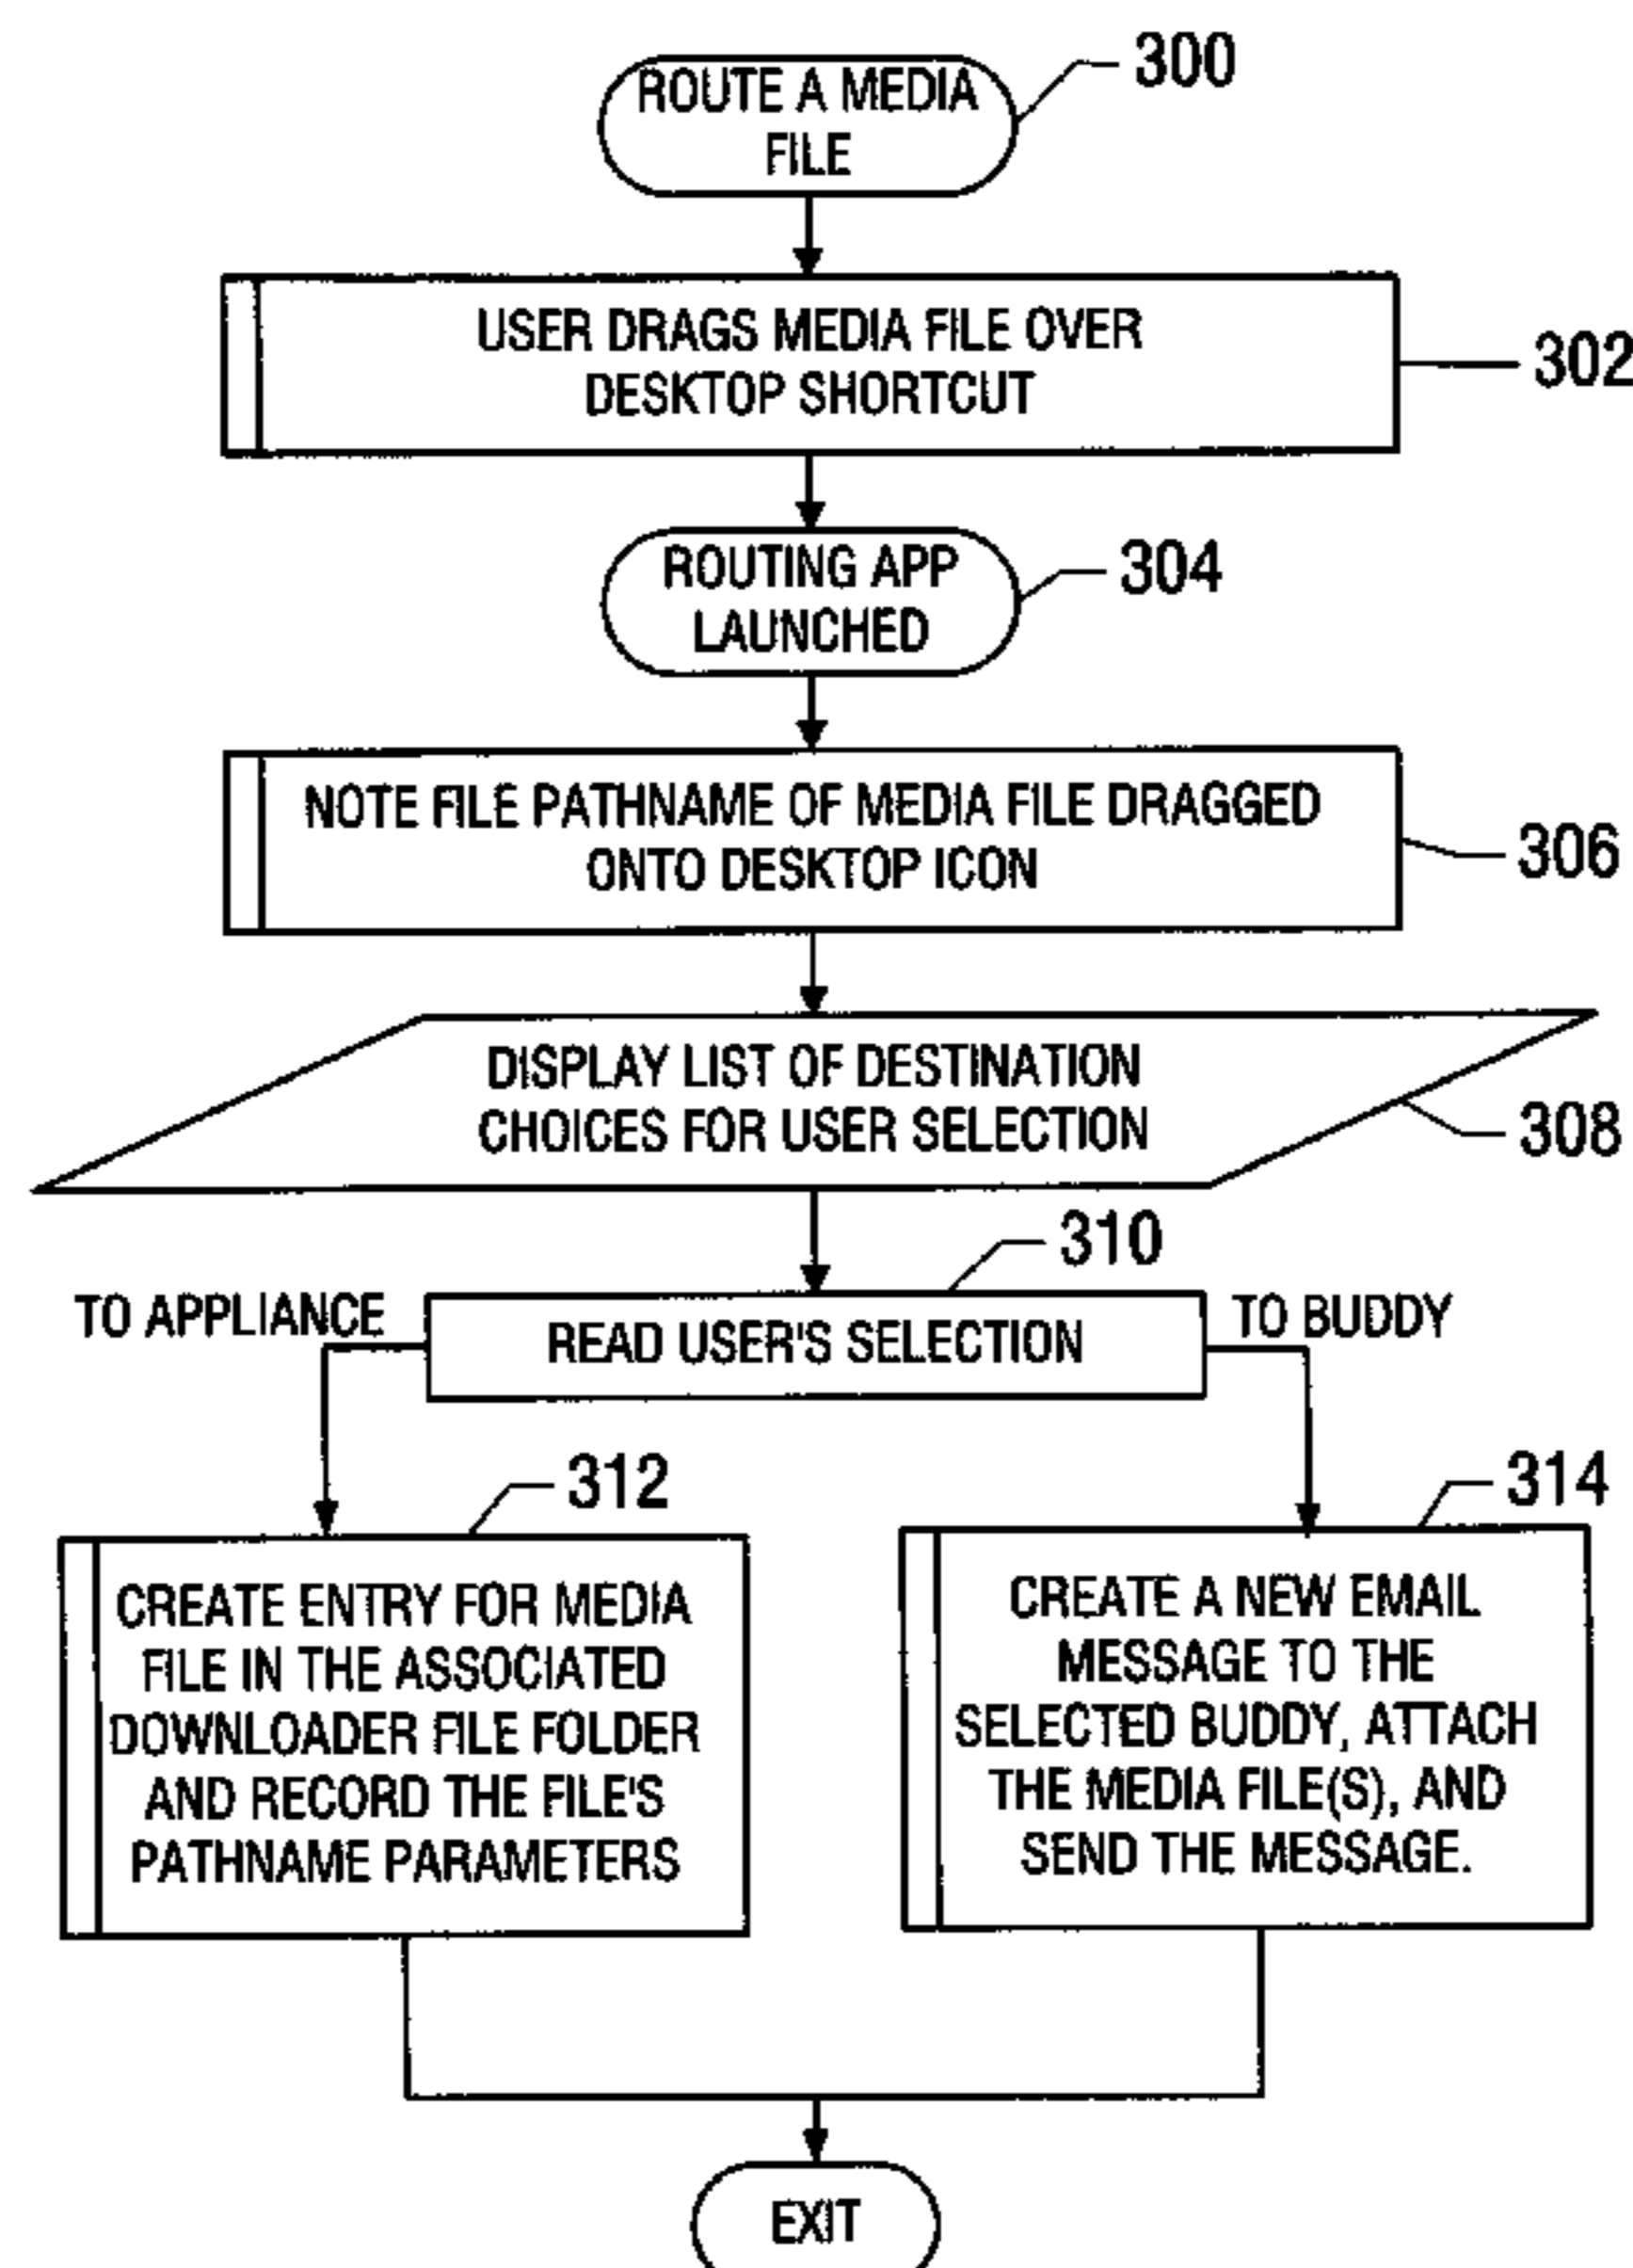 ROUTE A MEDIA
FILE
300
USER DRAGS MEDIA FILE OVER
DESKTOP SHORTCUT
302
ROUTING APP
LAUNCHED
304
NOTE FILE PATHNAME OF MEDIA FILE DRAGGED
ONTO DESKTOP ICON
306
DISPLAY LIST OF DESTINATION
CHOICES FOR USER SELECTION
308
310
TO APPLIANCE
READ USER'S SELECTION
TO BUDDY
312
CREATE ENTRY FOR MEDIA
FILE IN THE ASSOCIATED
DOWNLOADER FILE FOLDER
AND RECORD THE FILE'S
PATHNAME PARAMETERS
314
CREATE A NEW EMAIL
MESSAGE TO THE
SELECTED BUDDY, ATTACH
THE MEDIA FILE(S), AND
SEND THE MESSAGE.
EXIT